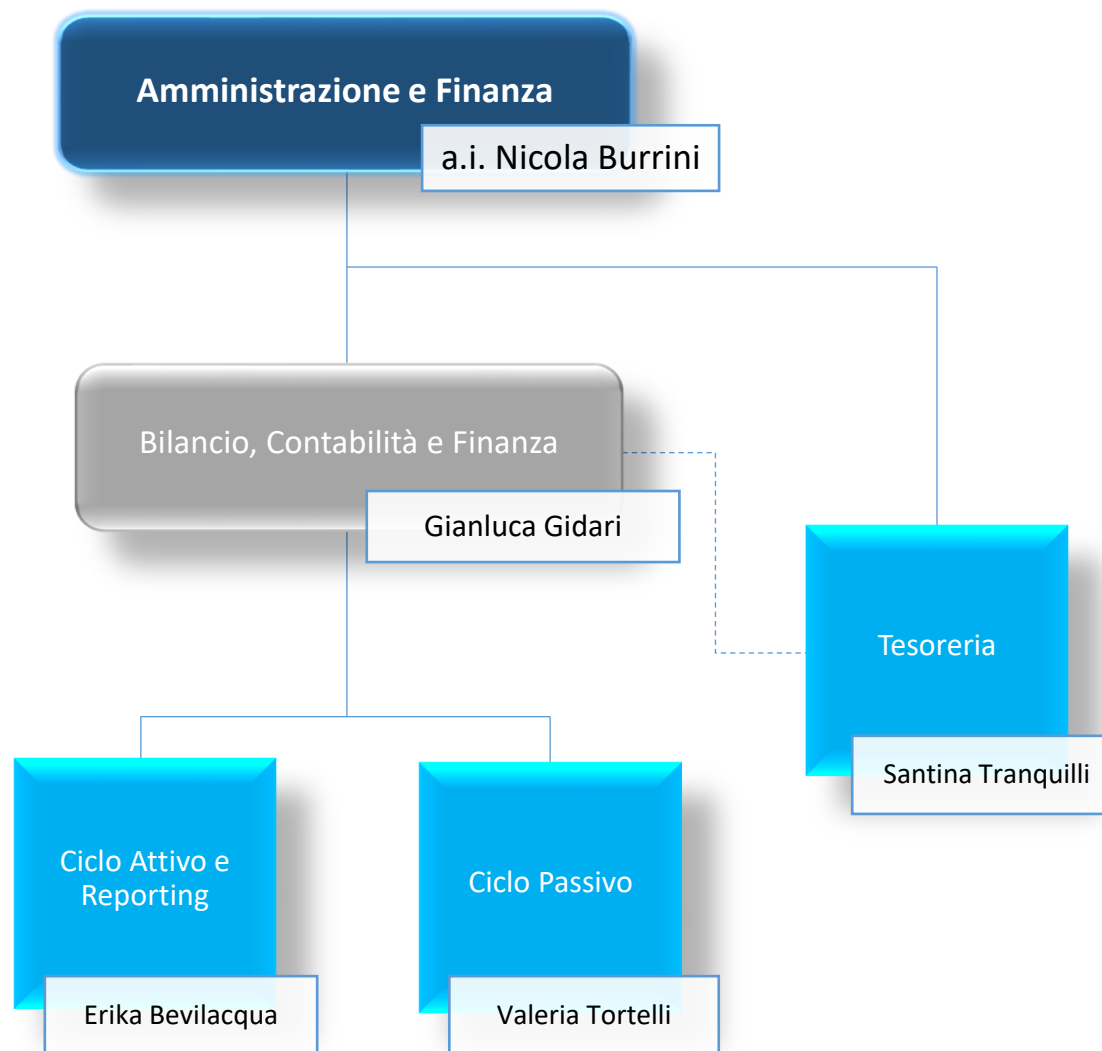 Amministrazione e Finanza
a.i. Nicola Burrini
Bilancio, Contabilità e Finanza
Gianluca Gidari
Tesoreria
Santina Tranquilli
Ciclo Attivo e
Reporting
Erika Bevilacqua
Ciclo Passivo
Valeria Tortelli